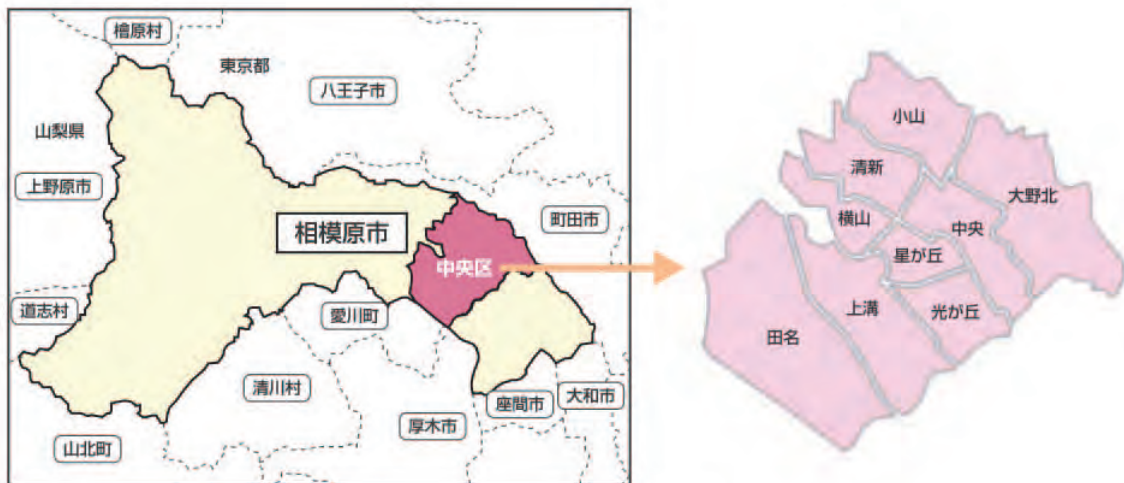 檜原村
東京都
八王子市
山梨県
上野原市
町田市
相模原市
中央区
道志村
愛川町
清川村
座間市
大和市
厚木市
山北町
小山
清新
大野北
横山
中央
星が丘
上溝
光が丘
田名